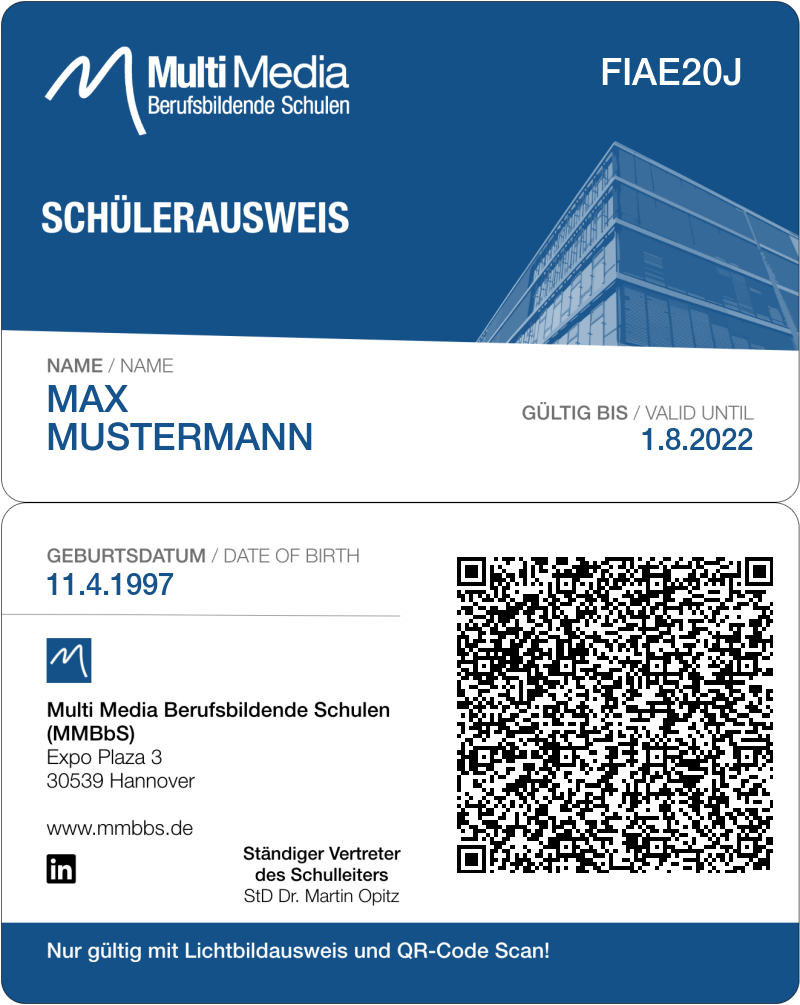 Multi Media
Berufsbildende Schulen
FIAE20J
SCHÜLERAUSWEIS
NAME / NAME
MAX
MUSTERMANN
GÜLTIG BIS / VALID UNTIL
1.8.2022
GEBURTSDATUM / DATE OF BIRTH
11.4.1997
Multi Media Berufsbildende Schulen
(MMBbS)
Expo Plaza 3
30539 Hannover
www.mmbbs.de
in
Ständiger Vertreter
des Schulleiters
StD Dr. Martin Opitz
Nur gültig mit Lichtbildausweis und QR-Code Scan!